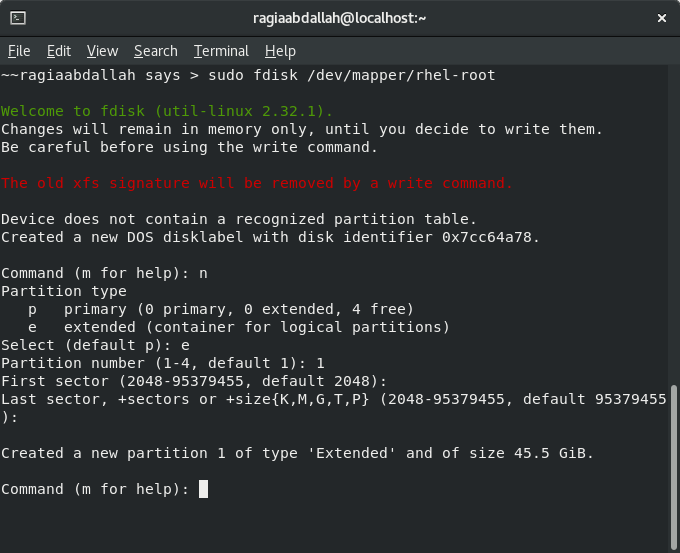 ragiaabdallah@localhost:~
File Edit View Search Terminal Help
~~ragiaabdallah says > sudo fdisk /dev/mapper/rhel-root
Welcome to fdisk (util-linux 2.32.1).
Changes will remain in memory only, until you decide to write them.
Be careful before using the write command.
The old xfs signature will be removed by a write command.
Device does not contain a recognized partition table.
Created a new DOS disklabel with disk identifier 0x7cc64a78.
Command (m for help): n
Partition type
   p   primary (0 primary, 0 extended, 4 free)
   e   extended (container for logical partitions)
Select (default p): e
Partition number (1-4, default 1): 1
First sector (2048-95379455, default 2048):
Last sector, +sectors or +size{K,M,G,T,P} (2048-95379455, default 95379455
):
Created a new partition 1 of type 'Extended' and of size 45.5 GiB.
Command (m for help):